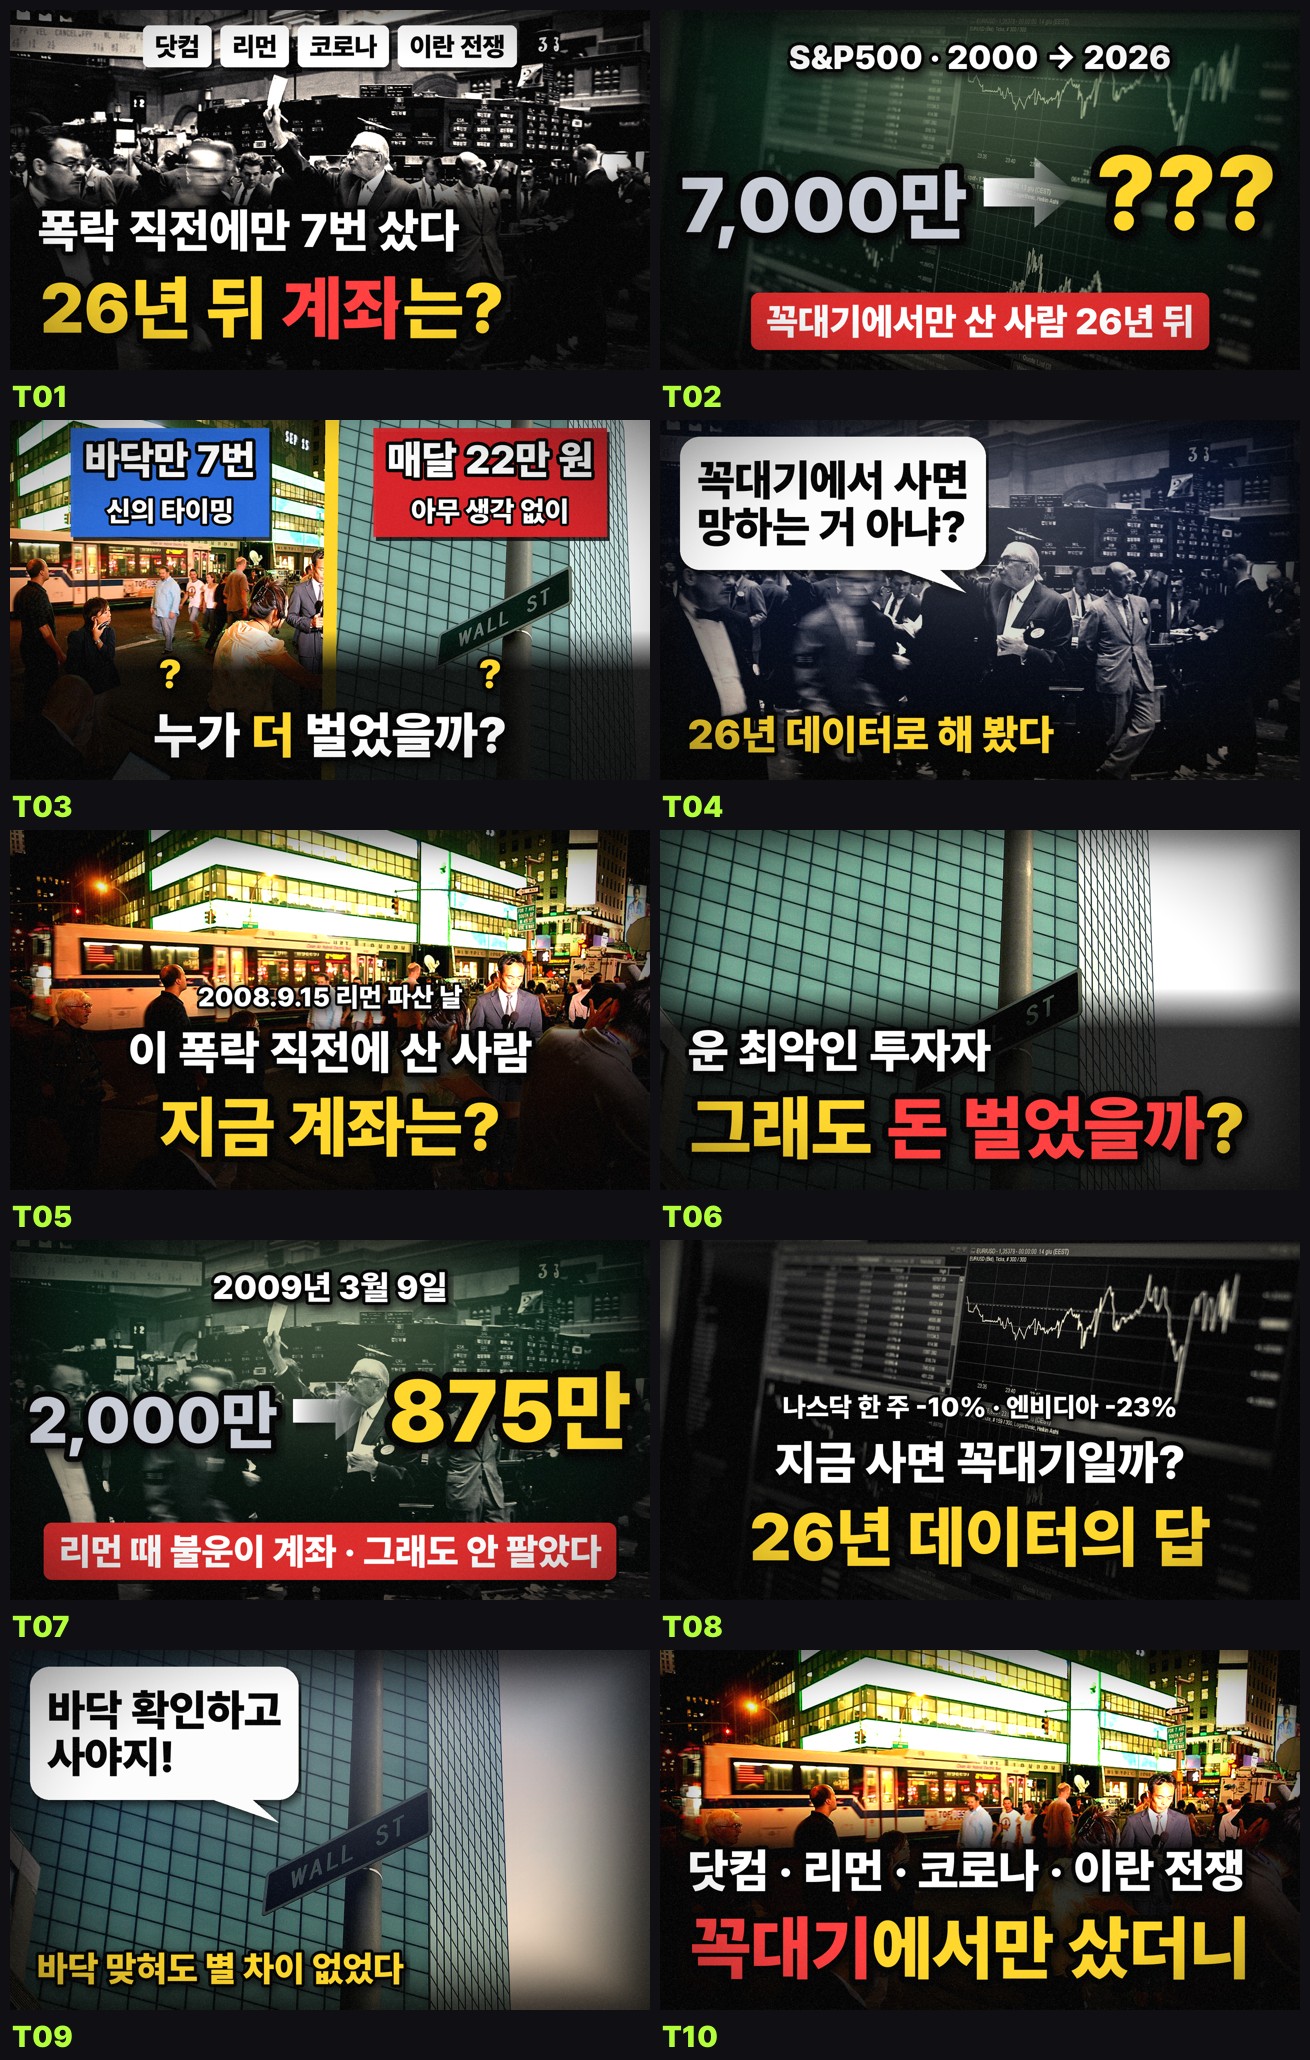 닷컴 리먼 코로나 이란 전쟁
폭락 직전에만 7번 샀다
26년 뒤 계좌는?
T01
S&P500 · 2000 → 2026
7,000만 ???
꼭대기에서만 산 사람 26년 뒤
T02
바닥만 7번
신의 타이밍
SEP 15
매달 22만 원
아무 생각 없이
WALL ST
? ?
누가 더 벌었을까?
T03
꼭대기에서 사면
망하는 거 아냐?
26년 데이터로 해 봤다
T04
2008.9.15 리먼 파산 날
이 폭락 직전에 산 사람
지금 계좌는?
T05
ST
운 최악인 투자자
그래도 돈 벌었을까?
T06
2009년 3월 9일
2,000만 875만
리먼 때 불운이 계좌 · 그래도 안 팔았다
T07
나스닥 한 주 -10% · 엔비디아 -23%
지금 사면 꼭대기일까?
26년 데이터의 답
T08
바닥 확인하고
사야지!
WALL ST
바닥 맞혀도 별 차이 없었다
T09
닷컴 · 리먼 · 코로나 · 이란 전쟁
꼭대기에서만 샀더니
T10